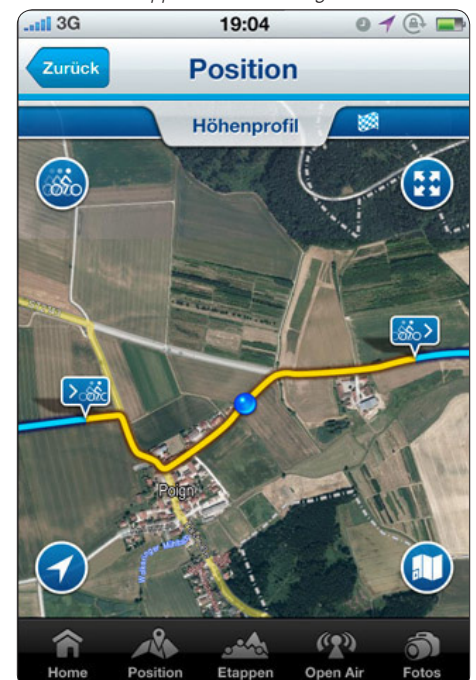 3G 19:04
Zurück Position
Höhenprofil
Poign
Home Position Etappen Open Air Fotos